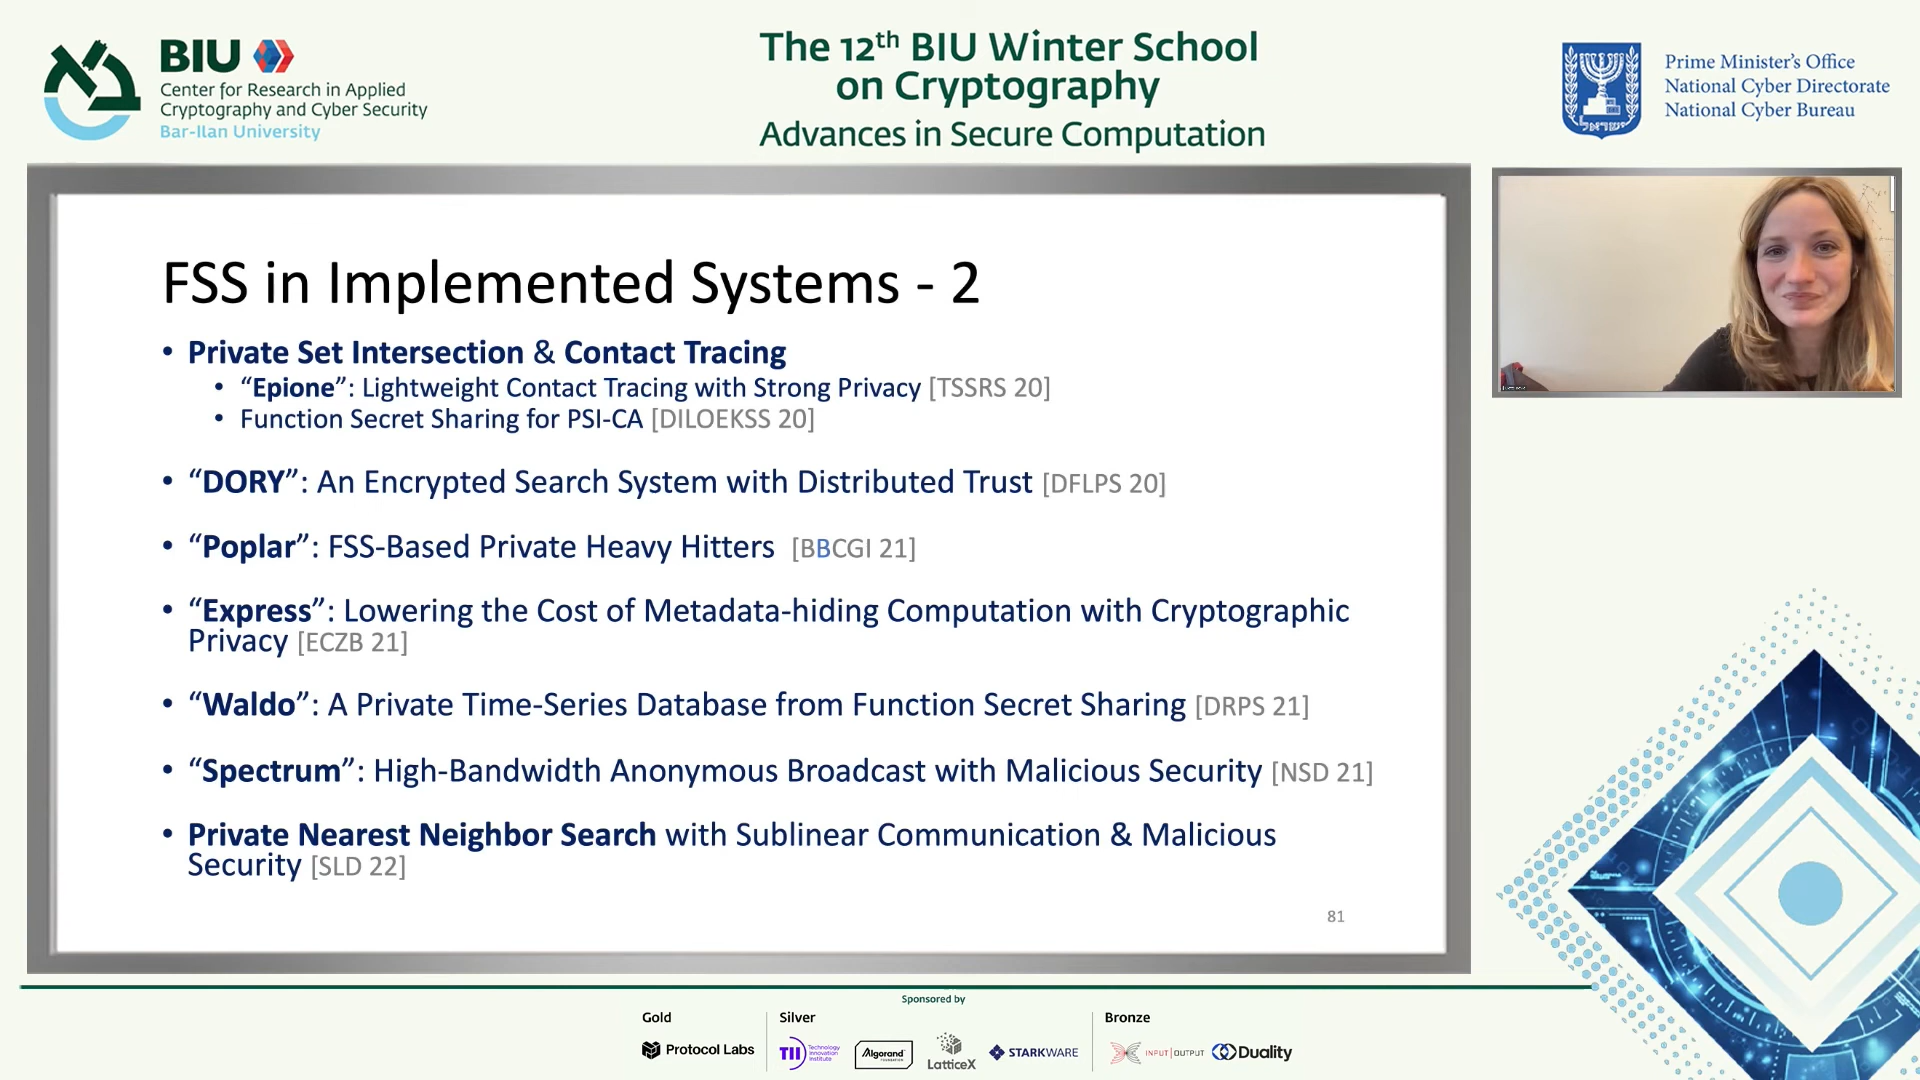 BIU
Center for Research in Applied
Cryptography and Cyber Security
Bar-Ilan University
The 12th BIU Winter School
on Cryptography
Advances in Secure Computation
Prime Minister's Office
National Cyber Directorate
National Cyber Bureau
FSS in Implemented Systems - 2
• Private Set Intersection & Contact Tracing
• “Epione”: Lightweight Contact Tracing with Strong Privacy [TSSRS 20]
• Function Secret Sharing for PSI-CA [DILOEKSS 20]
• “DORY”: An Encrypted Search System with Distributed Trust [DFLPS 20]
• “Poplar”: FSS-Based Private Heavy Hitters [BBCGI 21]
• “Express”: Lowering the Cost of Metadata-hiding Computation with Cryptographic
Privacy [ECZB 21]
• “Waldo”: A Private Time-Series Database from Function Secret Sharing [DRPS 21]
• “Spectrum”: High-Bandwidth Anonymous Broadcast with Malicious Security [NSD 21]
• Private Nearest Neighbor Search with Sublinear Communication & Malicious
Security [SLD 22]
81
Sponsored by
Gold
Protocol Labs
Silver
TII Technology Innovation Institute
Algorand
FOUNDATION
LatticeX
STARKWARE
Bronze
INPUT | OUTPUT
Duality